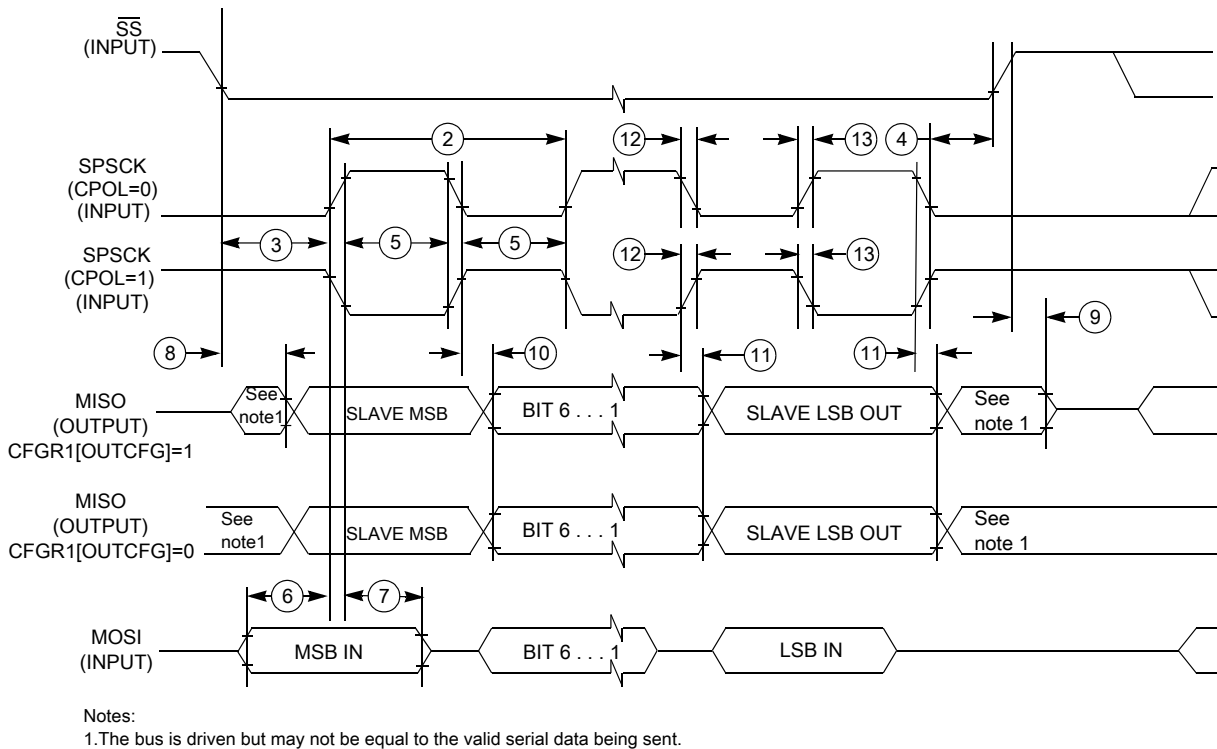 SS
(INPUT)
2
12
13
4
SPSCK
(CPOL=0)
(INPUT)
3
5
5
SPSCK
(CPOL=1)
(INPUT)
12
13
9
8
10
11
11
MISO
(OUTPUT)
CFGR1[OUTCFG]=1
See
note1
SLAVE MSB
BIT 6 . . . 1
SLAVE LSB OUT
See
note 1
MISO
(OUTPUT)
CFGR1[OUTCFG]=0
See
note1
SLAVE MSB
BIT 6 . . . 1
SLAVE LSB OUT
See
note 1
6
7
MOSI
(INPUT)
MSB IN
BIT 6 . . . 1
LSB IN
Notes:
1.The bus is driven but may not be equal to the valid serial data being sent.